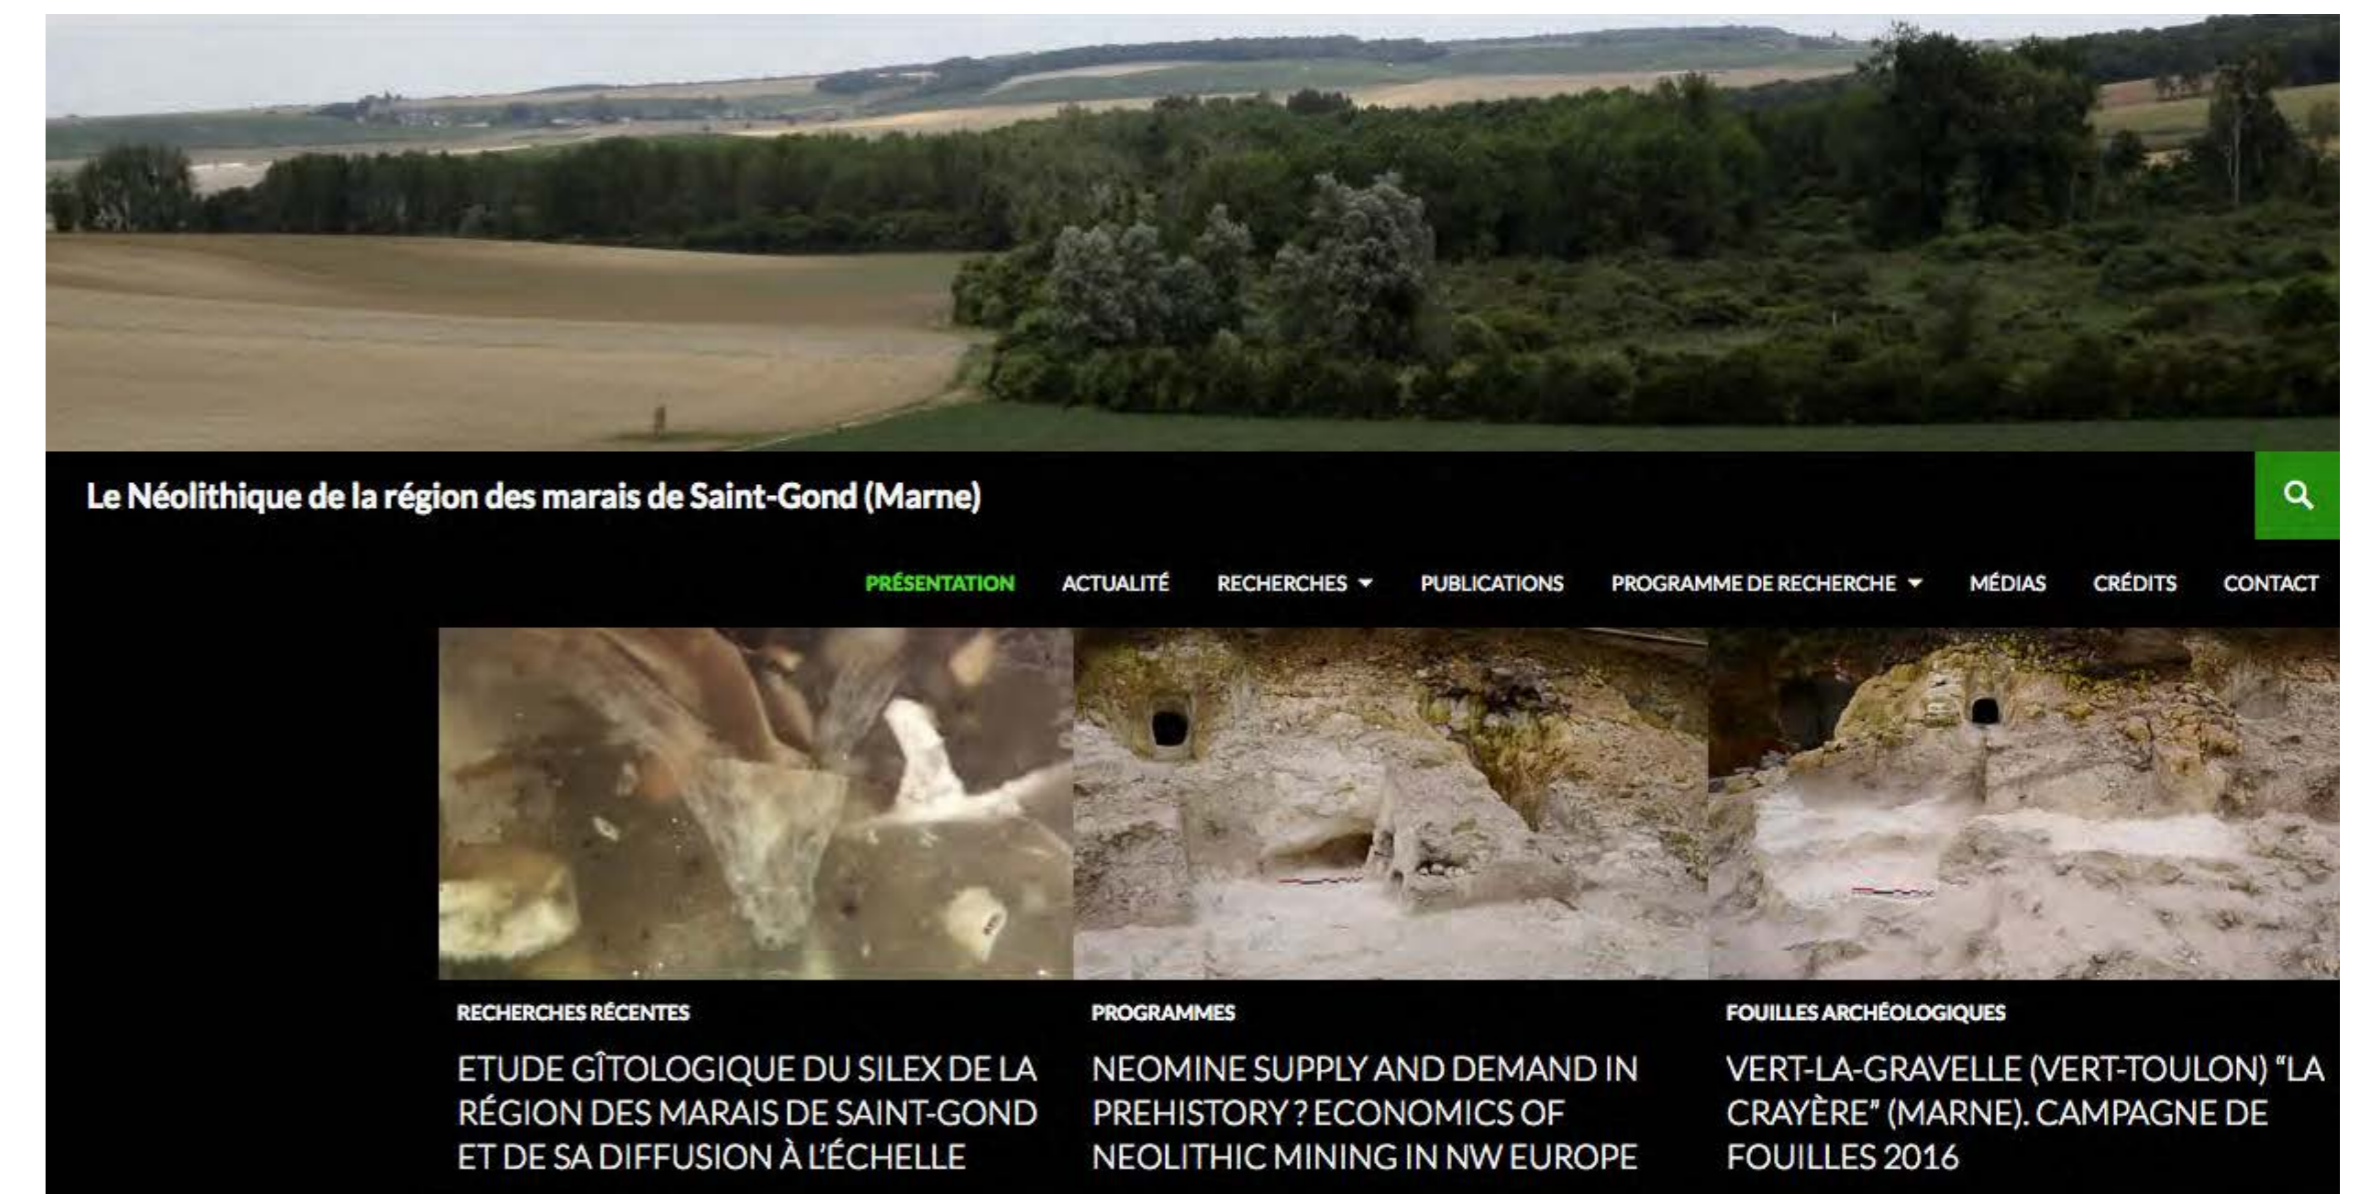 Le Néolithique de la région des marais de Saint-Gond (Marne)
PRÉSENTATION ACTUALITÉ RECHERCHES PUBLICATIONS PROGRAMME DE RECHERCHE MÉDIAS CRÉDITS CONTACT
RECHERCHES RÉCENTES
ETUDE GÎTOLOGIQUE DU SILEX DE LA
RÉGION DES MARAIS DE SAINT-GOND
ET DE SA DIFFUSION À L'ÉCHELLE
PROGRAMMES
NEOMINE SUPPLY AND DEMAND IN
PREHISTORY ? ECONOMICS OF
NEOLITHIC MINING IN NW EUROPE
FOUILLES ARCHÉOLOGIQUES
VERT-LA-GRAVELLE (VERT-TOULON) “LA
CRAYÈRE” (MARNE). CAMPAGNE DE
FOUILLES 2016